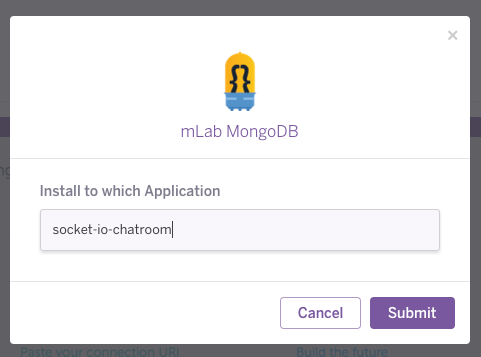 ×
mLab MongoDB
Install to which Application
socket-io-chatroom
Cancel Submit
Paste your connection URI Build the future